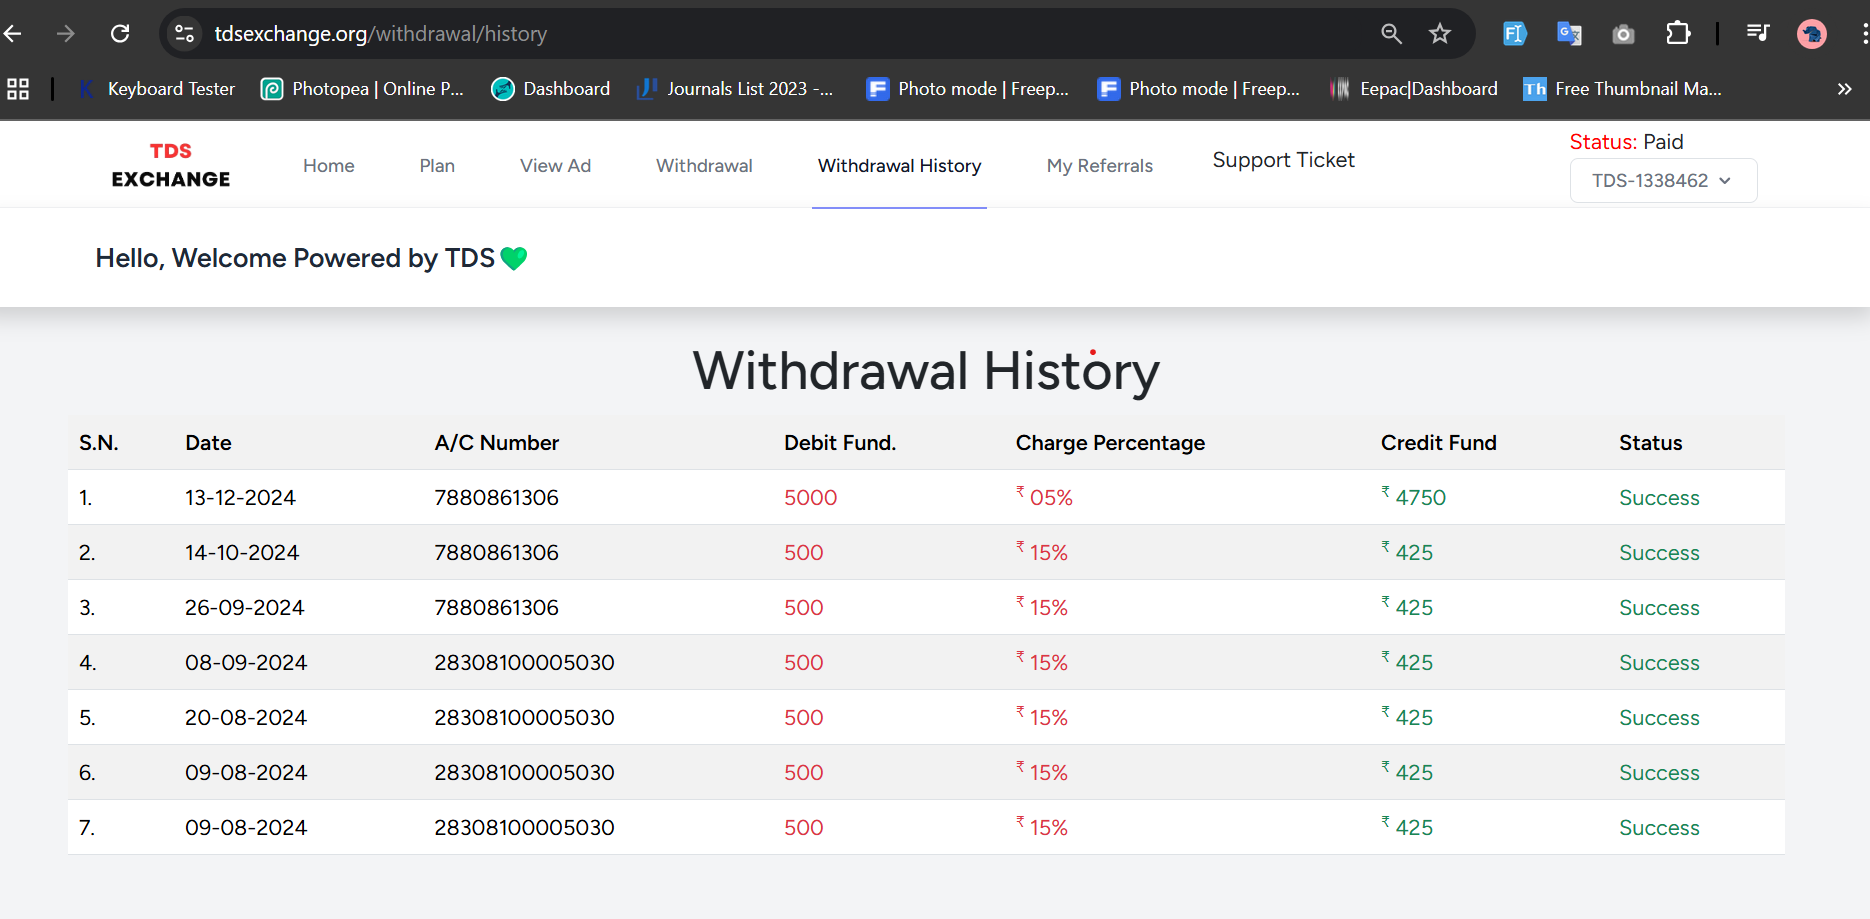 tdsexchange.org/withdrawal/history
Keyboard Tester Photopea | Online P... Dashboard Journals List 2023 -... Photo mode | Freep... Photo mode | Freep... Eepac|Dashboard Th Free Thumbnail Ma...
TDS
EXCHANGE
Home Plan View Ad Withdrawal Withdrawal History My Referrals Support Ticket
Status: Paid
TDS-1338462
Hello, Welcome Powered by TDS💚
Withdrawal History
S.N. Date A/C Number Debit Fund. Charge Percentage Credit Fund Status
1. 13-12-2024 7880861306 5000 ₹ 05% ₹ 4750 Success
2. 14-10-2024 7880861306 500 ₹ 15% ₹ 425 Success
3. 26-09-2024 7880861306 500 ₹ 15% ₹ 425 Success
4. 08-09-2024 28308100005030 500 ₹ 15% ₹ 425 Success
5. 20-08-2024 28308100005030 500 ₹ 15% ₹ 425 Success
6. 09-08-2024 28308100005030 500 ₹ 15% ₹ 425 Success
7. 09-08-2024 28308100005030 500 ₹ 15% ₹ 425 Success